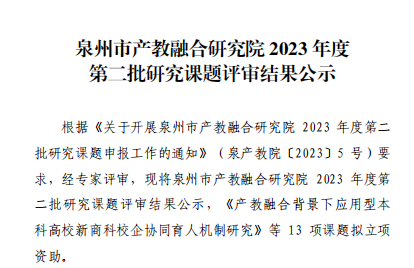 泉州市产教融合研究院 2023 年度
第二批研究课题评审结果公示
根据《关于开展泉州市产教融合研究院 2023 年度第二
批研究课题申报工作的通知》（泉产教院〔2023〕5 号）要
求，经专家评审，现将泉州市产教融合研究院 2023 年度第
二批研究课题评审结果公示，《产教融合背景下应用型本
科高校新商科校企协同育人机制研究》等 13 项课题拟立项
资助。